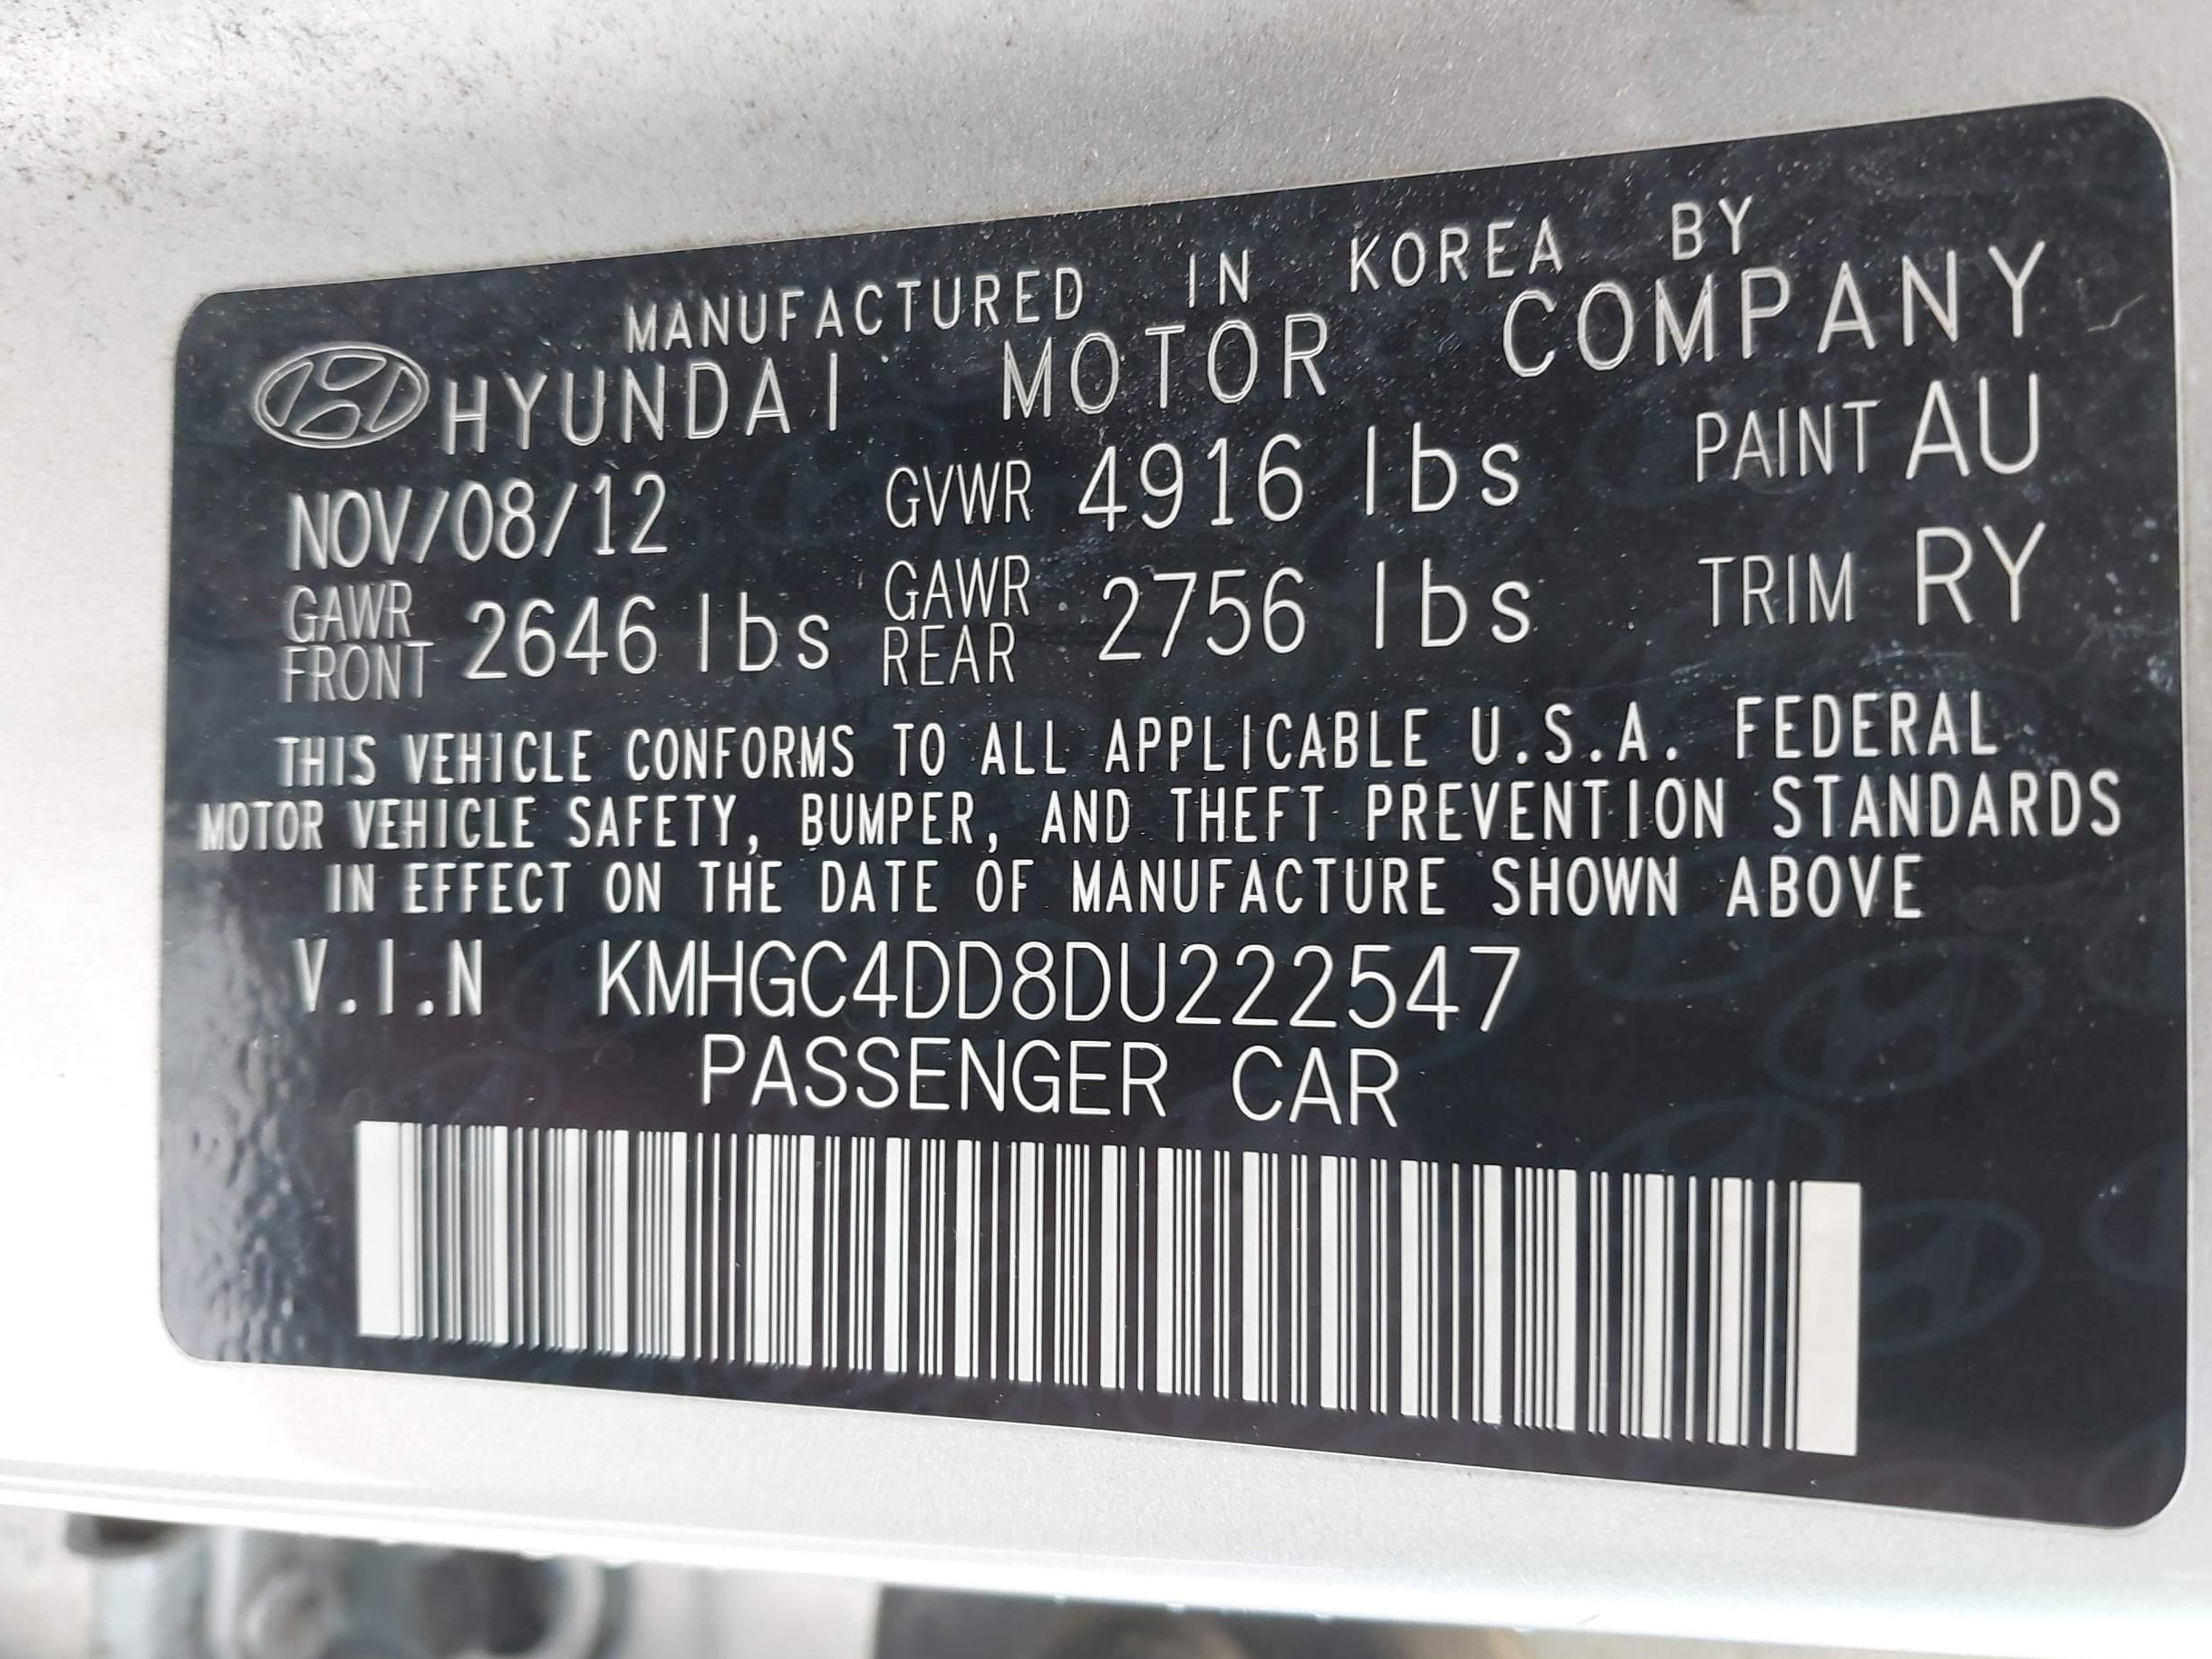 MANUFACTURED IN KOREA BY
HYUNDAI MOTOR COMPANY
NOV/08/12 GVWR 4916 lbs PAINT AU
GAWR FRONT 2646 lbs GAWR REAR 2756 lbs TRIM RY
THIS VEHICLE CONFORMS TO ALL APPLICABLE U.S.A. FEDERAL
MOTOR VEHICLE SAFETY, BUMPER, AND THEFT PREVENTION STANDARDS
IN EFFECT ON THE DATE OF MANUFACTURE SHOWN ABOVE
V.I.N KMHGC4DD8DU222547
PASSENGER CAR